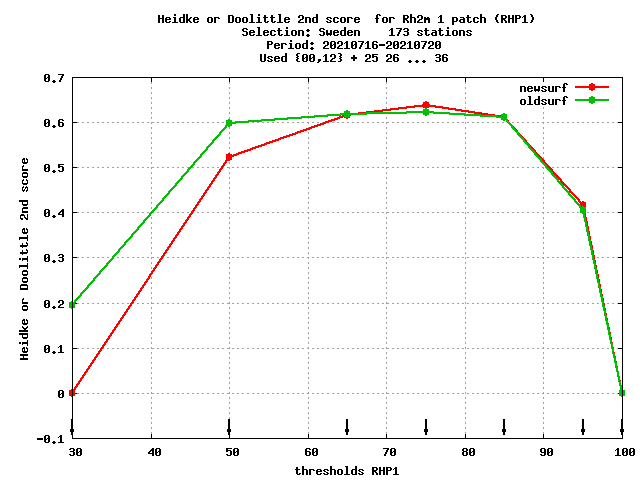 Heidke or Doolittle 2nd score  for Rh2m 1 patch (RHP1)
Selection: Sweden    173 stations
Period: 20210716-20210720
Used {00,12} + 25 26 ... 36
newsurf
oldsurf
Heidke or Doolittle 2nd score
0.7
0.6
0.5
0.4
0.3
0.2
0.1
0
-0.1
30 40 50 60 70 80 90 100
thresholds RHP1